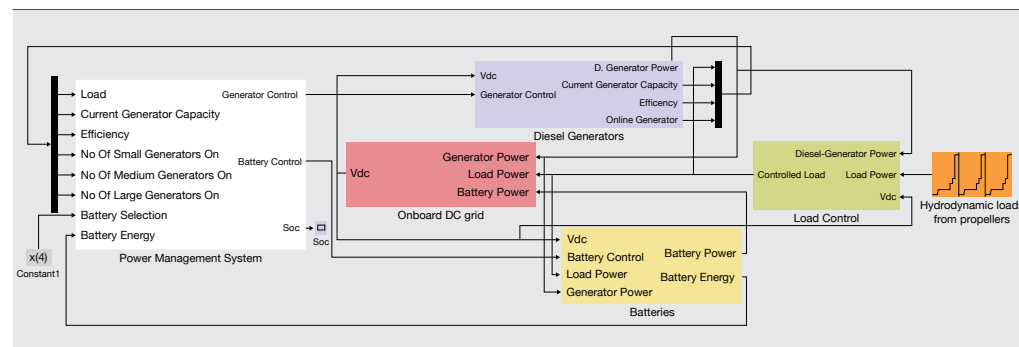 Load
Current Generator Capacity
Efficiency
No Of Small Generators On
No Of Medium Generators On
No Of Large Generators On
Battery Selection
Battery Energy
Generator Control
Battery Control
Soc
Power Management System
x(4)
Constant1
Soc
Vdc
Generator Control
D. Generator Power
Current Generator Capacity
Efficency
Online Generator
Diesel Generators
Vdc
Generator Power
Load Power
Battery Power
Onboard DC grid
Vdc
Battery Control
Load Power
Generator Power
Battery Power
Battery Energy
Batteries
Controlled Load
Diesel-Generator Power
Load Power
Vdc
Load Control
Hydrodynamic load
from propellers